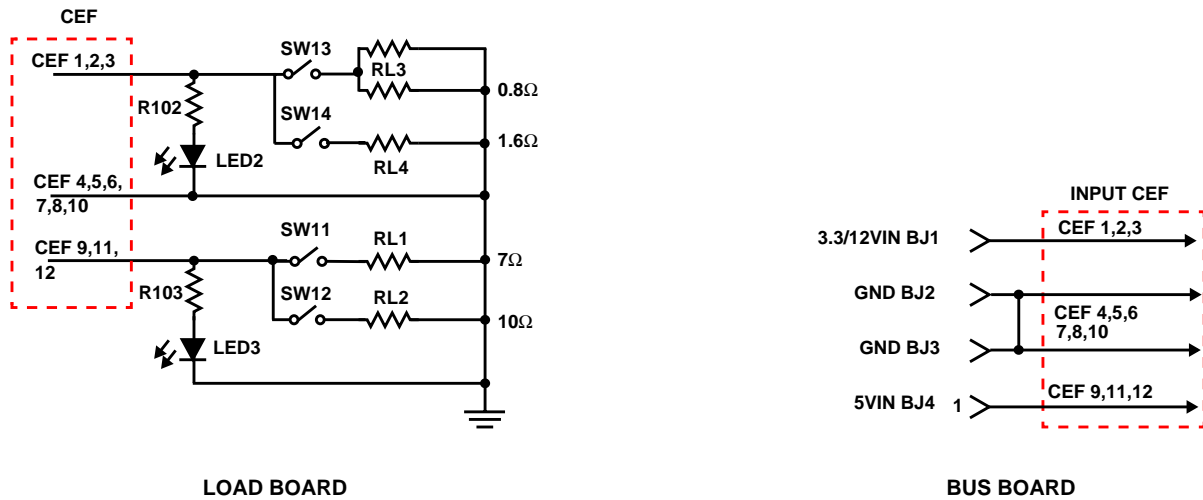 CEF
CEF 1,2,3
R102
LED2
SW13
RL3
0.8Ω
SW14
RL4
1.6Ω
CEF 4,5,6,
7,8,10
CEF 9,11,
12
R103
LED3
SW11
RL1
7Ω
SW12
RL2
10Ω
LOAD BOARD
INPUT CEF
3.3/12VIN BJ1
CEF 1,2,3
GND BJ2
CEF 4,5,6
7,8,10
GND BJ3
5VIN BJ4 1
CEF 9,11,12
BUS BOARD